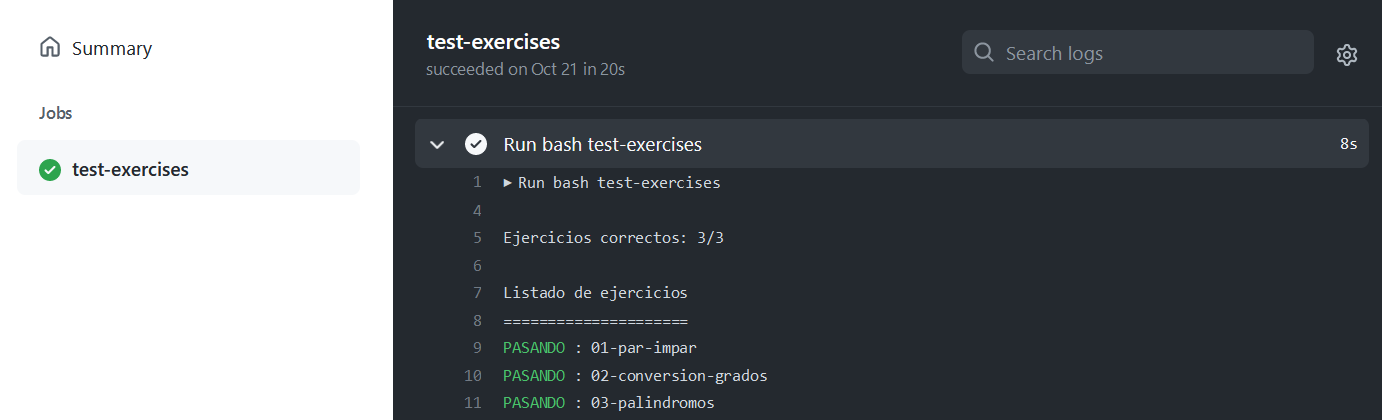 Summary
Jobs
test-exercises
test-exercises
succeeded on Oct 21 in 20s
Search logs
Run bash test-exercises 8s
1 ▶ Run bash test-exercises
4
5 Ejercicios correctos: 3/3
6
7 Listado de ejercicios
8 =====================
9 PASANDO : 01-par-impar
10 PASANDO : 02-conversion-grados
11 PASANDO : 03-palindromos